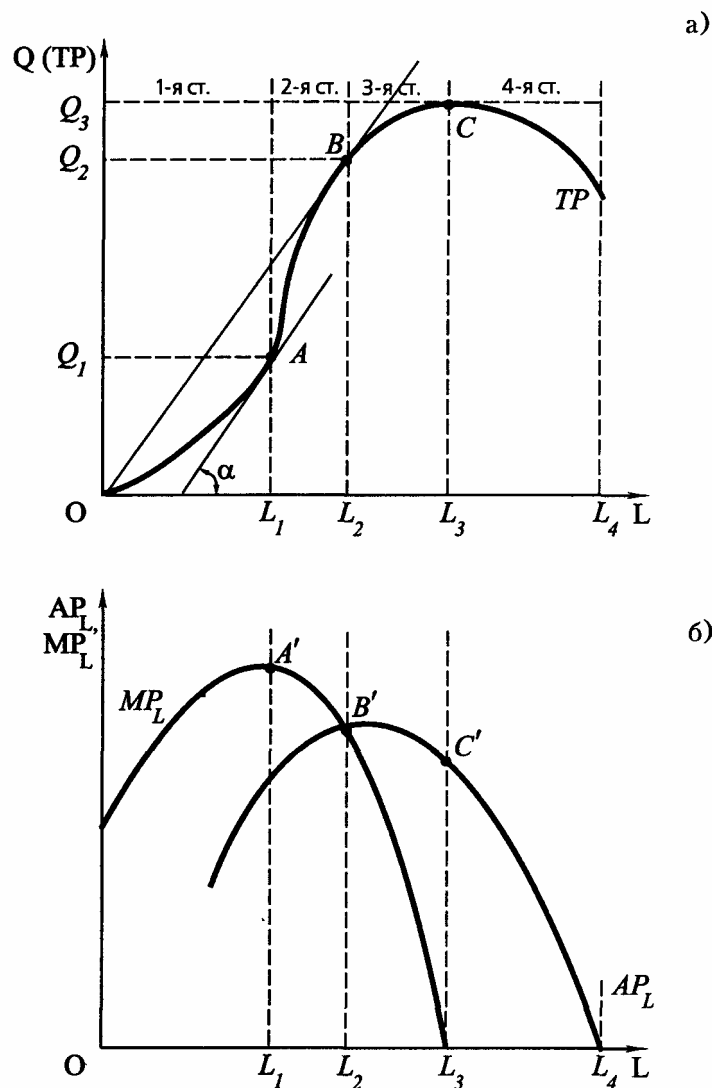 а)
Q (TP)
1-я ст. 2-я ст. 3-я ст. 4-я ст.
Q3
C
B
Q2
TP
Q1
A
α
O L1 L2 L3 L4 L
б)
APL,
MPL
A'
MPL
B'
C'
APL
O L1 L2 L3 L4 L